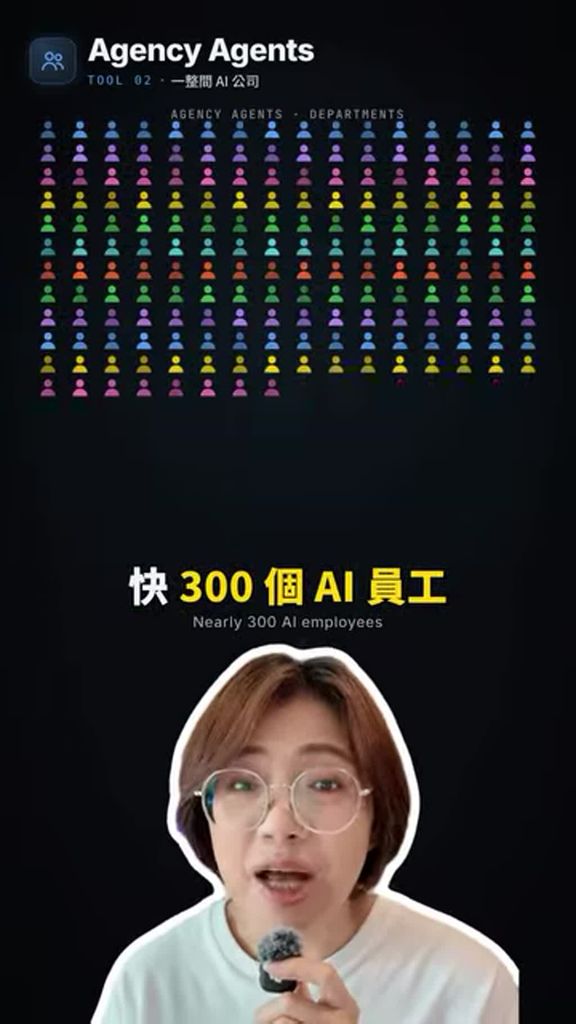 Agency Agents
TOOL 02 · 一整間 AI 公司
AGENCY AGENTS · DEPARTMENTS
快 300 個 AI 員工
Nearly 300 AI employees